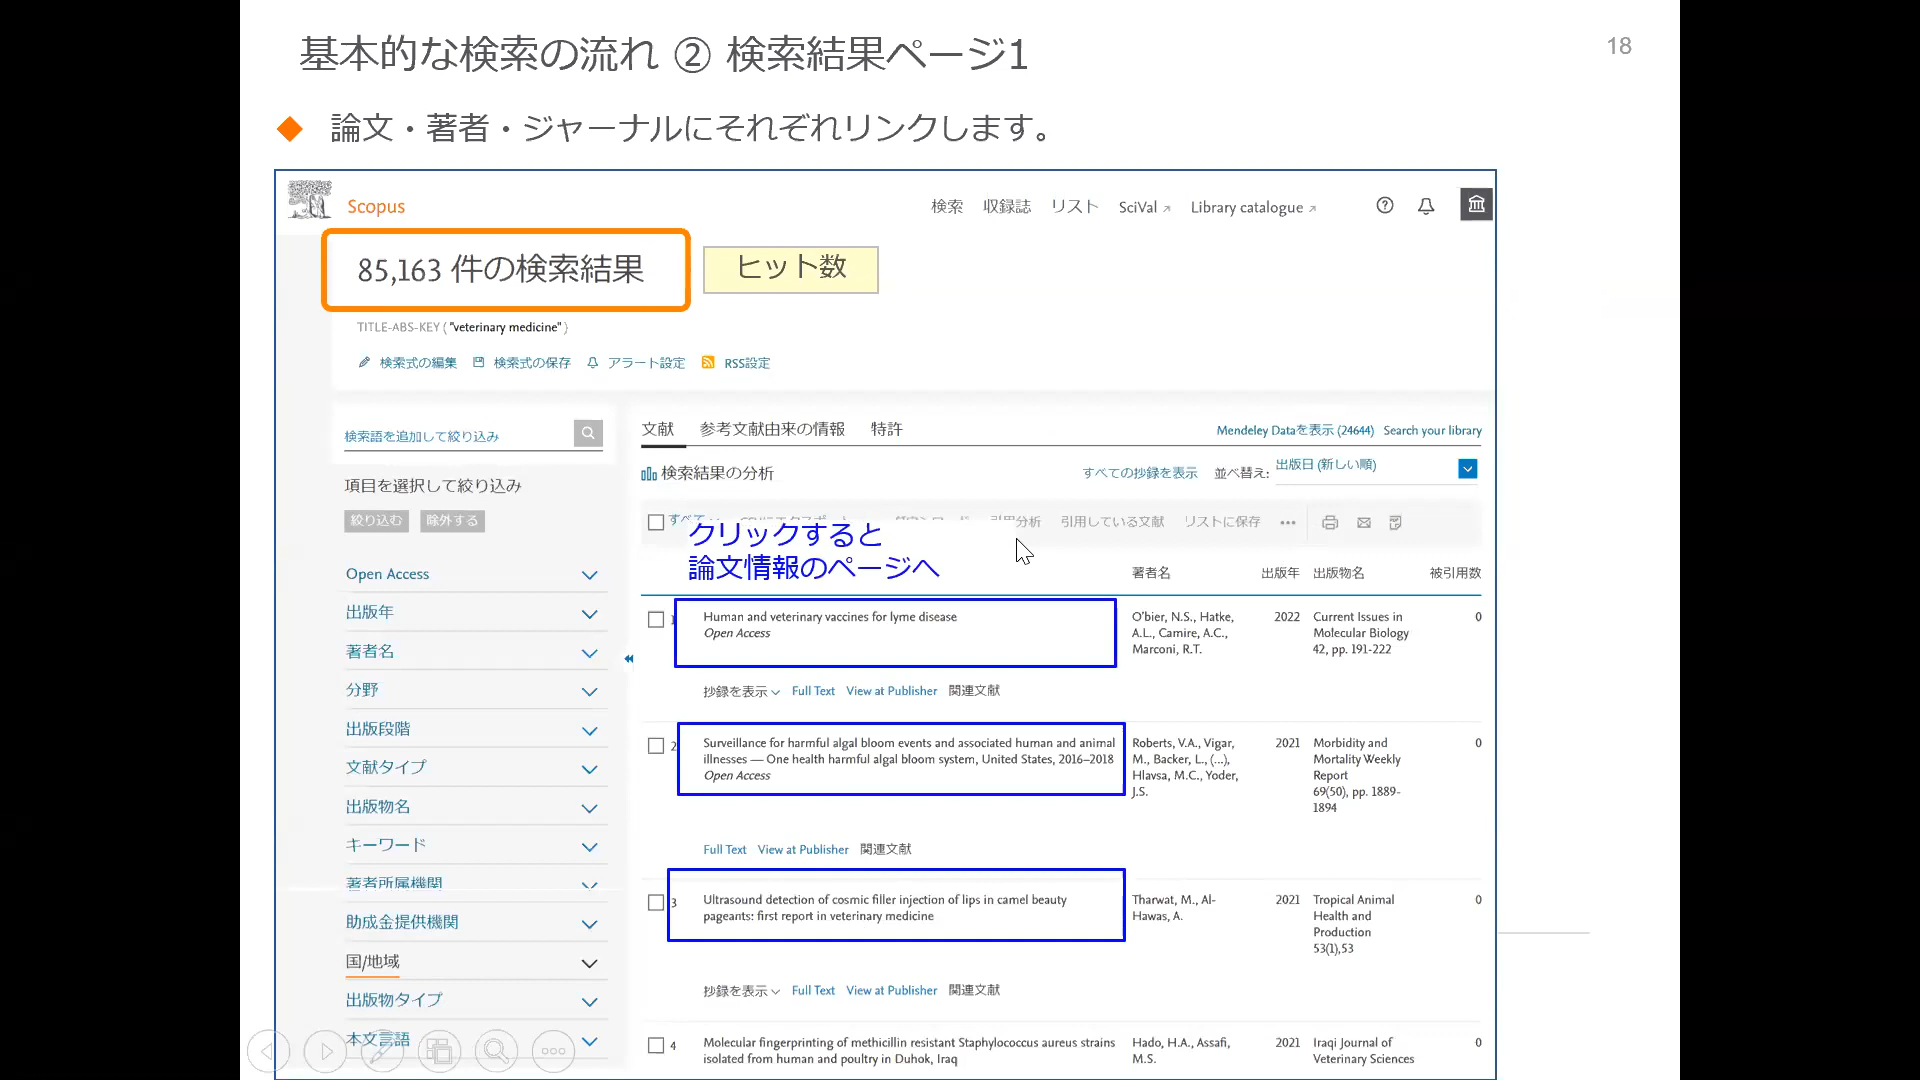 基本的な検索の流れ ② 検索結果ページ1
18
論文・著者・ジャーナルにそれぞれリンクします。
Scopus
検索 収録誌 リスト SciVal Library catalogue
85,163 件の検索結果
ヒット数
TITLE-ABS-KEY ( "veterinary medicine" )
検索式の編集 検索式の保存 アラート設定 RSS設定
検索語を追加して絞り込み
項目を選択して絞り込み
絞り込む 除外する
Open Access
出版年
著者名
分野
出版段階
文献タイプ
出版物名
キーワード
著者所属機関
助成金提供機関
国/地域
出版物タイプ
本文言語
文献 参考文献由来の情報 特許
Mendeley Dataを表示 (24644) Search your library
検索結果の分析
すべての抄録を表示 並べ替え: 出版日 (新しい順)
すべて 引用分析 引用している文献 リストに保存
クリックすると
論文情報のページへ
著者名 出版年 出版物名 被引用数
Human and veterinary vaccines for lyme disease
Open Access
O'bier, N.S., Hatke,
A.L., Camire, A.C.,
Marconi, R.T.
2022
Current Issues in
Molecular Biology
42, pp. 191-222
0
抄録を表示 Full Text View at Publisher 関連文献
2
Surveillance for harmful algal bloom events and associated human and animal
illnesses — One health harmful algal bloom system, United States, 2016–2018
Open Access
Roberts, V.A., Vigar,
M., Backer, L., (...),
Hlavsa, M.C., Yoder,
J.S.
2021
Morbidity and
Mortality Weekly
Report
69(50), pp. 1889-
1894
0
Full Text View at Publisher 関連文献
3
Ultrasound detection of cosmic filler injection of lips in camel beauty
pageants: first report in veterinary medicine
Tharwat, M., Al-
Hawas, A.
2021
Tropical Animal
Health and
Production
53(1),53
0
抄録を表示 Full Text View at Publisher 関連文献
4
Molecular fingerprinting of methicillin resistant Staphylococcus aureus strains
isolated from human and poultry in Duhok, Iraq
Hado, H.A., Assafi,
M.S.
2021
Iraqi Journal of
Veterinary Sciences
0